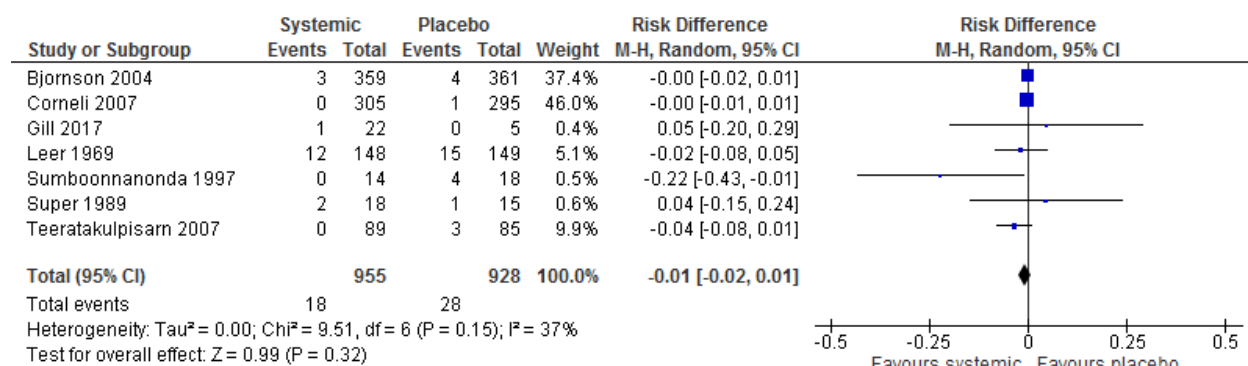 Systemic Placebo Risk Difference Risk Difference
Study or Subgroup Events Total Events Total Weight M-H, Random, 95% CI M-H, Random, 95% CI
Bjornson 2004 3 359 4 361 37.4% -0.00 [-0.02, 0.01]
Corneli 2007 0 305 1 295 46.0% -0.00 [-0.01, 0.01]
Gill 2017 1 22 0 5 0.4% 0.05 [-0.20, 0.29]
Leer 1969 12 148 15 149 5.1% -0.02 [-0.08, 0.05]
Sumboonnanonda 1997 0 14 4 18 0.5% -0.22 [-0.43, -0.01]
Super 1989 2 18 1 15 0.6% 0.04 [-0.15, 0.24]
Teeratakulpisarn 2007 0 89 3 85 9.9% -0.04 [-0.08, 0.01]
Total (95% CI) 955 928 100.0% -0.01 [-0.02, 0.01]
Total events 18 28
Heterogeneity: Tau² = 0.00; Chi² = 9.51, df = 6 (P = 0.15); I² = 37%
Test for overall effect: Z = 0.99 (P = 0.32)
-0.5 -0.25 0 0.25 0.5
Favours systemic Favours placebo